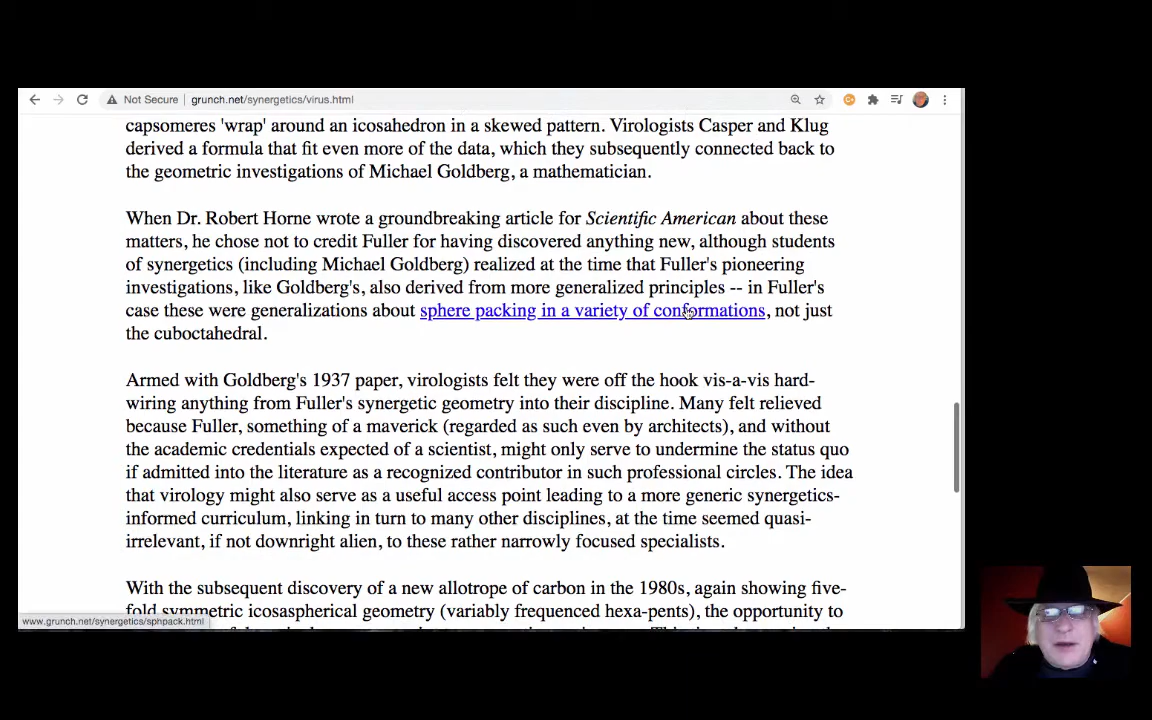 Not Secure | grunch.net/synergetics/virus.html
capsomeres 'wrap' around an icosahedron in a skewed pattern. Virologists Casper and Klug
derived a formula that fit even more of the data, which they subsequently connected back to
the geometric investigations of Michael Goldberg, a mathematician.
When Dr. Robert Horne wrote a groundbreaking article for Scientific American about these
matters, he chose not to credit Fuller for having discovered anything new, although students
of synergetics (including Michael Goldberg) realized at the time that Fuller's pioneering
investigations, like Goldberg's, also derived from more generalized principles -- in Fuller's
case these were generalizations about sphere packing in a variety of conformations, not just
the cuboctahedral.
Armed with Goldberg's 1937 paper, virologists felt they were off the hook vis-a-vis hard-
wiring anything from Fuller's synergetic geometry into their discipline. Many felt relieved
because Fuller, something of a maverick (regarded as such even by architects), and without
the academic credentials expected of a scientist, might only serve to undermine the status quo
if admitted into the literature as a recognized contributor in such professional circles. The idea
that virology might also serve as a useful access point leading to a more generic synergetics-
informed curriculum, linking in turn to many other disciplines, at the time seemed quasi-
irrelevant, if not downright alien, to these rather narrowly focused specialists.
With the subsequent discovery of a new allotrope of carbon in the 1980s, again showing five-
fold symmetric icosaspherical geometry (variably frequenced hexa-pents), the opportunity to
www.grunch.net/synergetics/sphpack.html